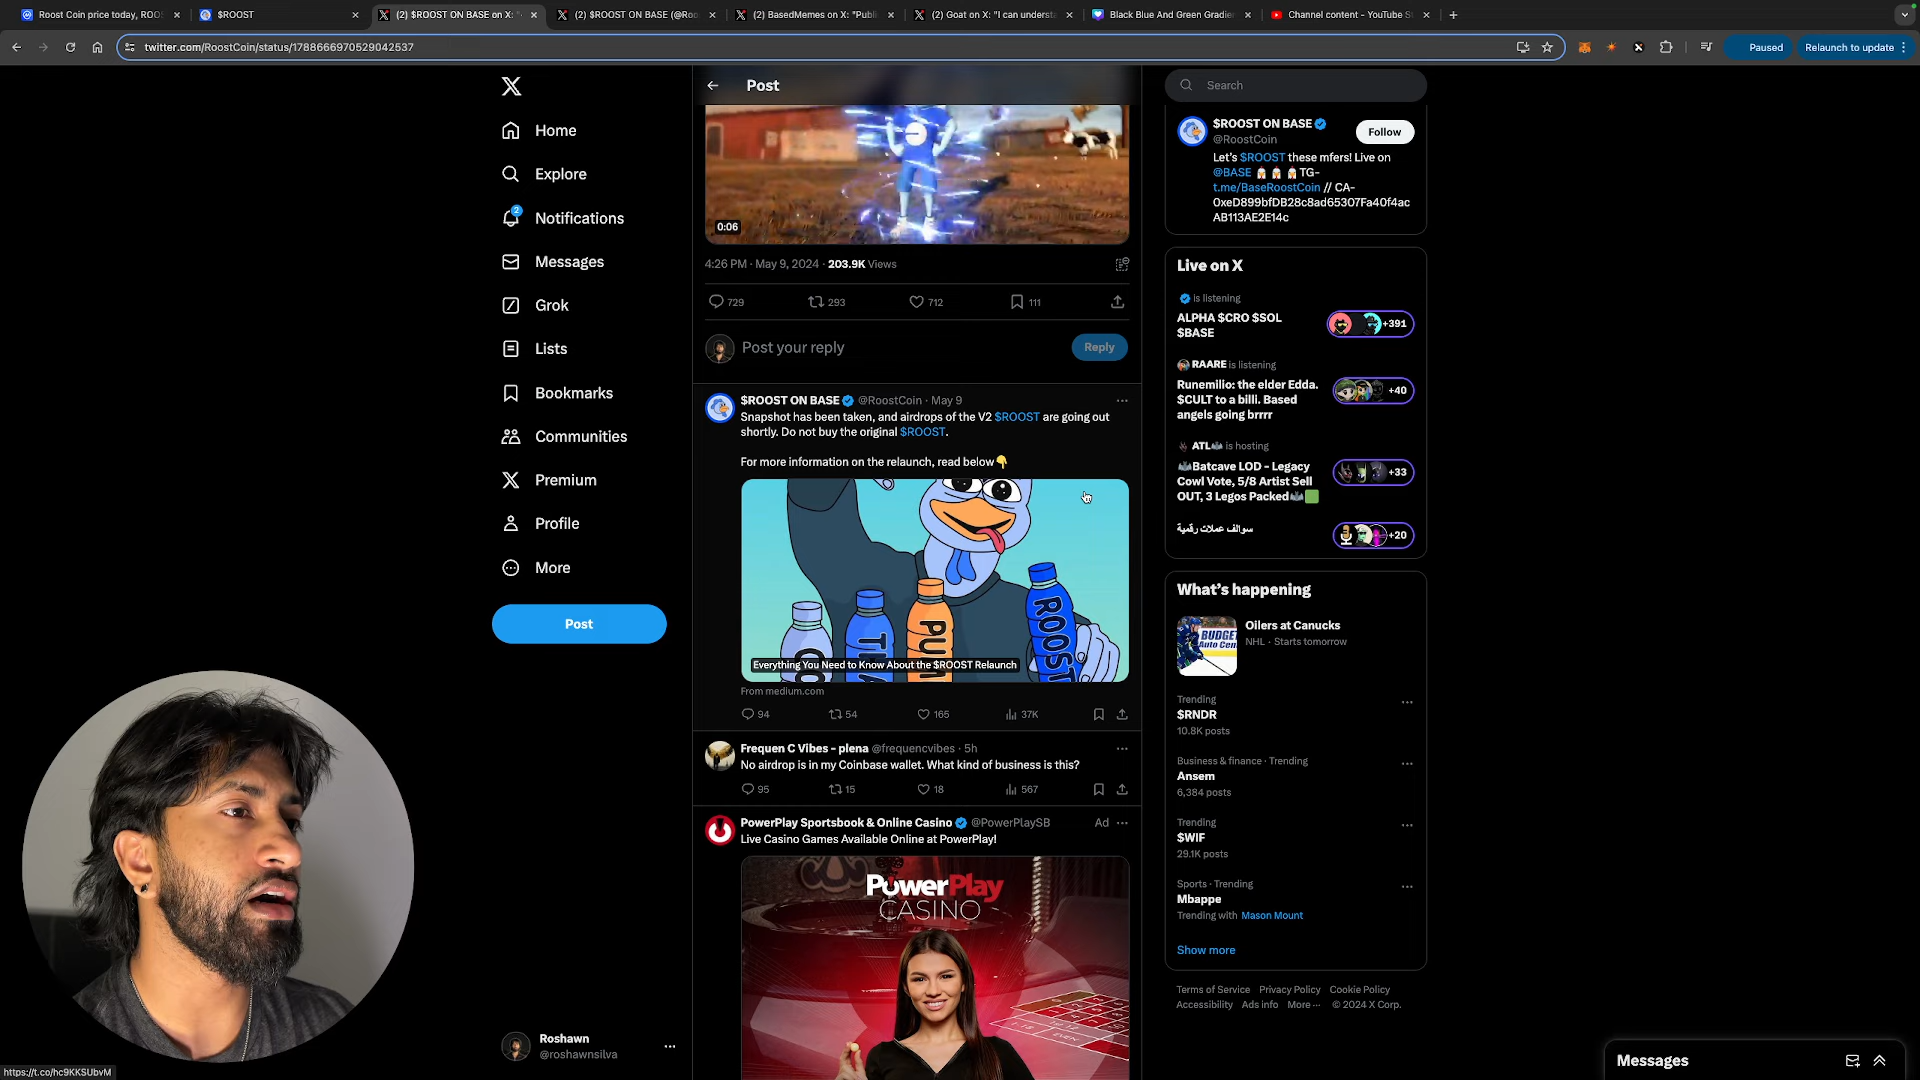 Roost Coin price today, ROO
$ROOST
(2) $ROOST ON BASE on X: "
(2) $ROOST ON BASE (@Roo
(2) BasedMemes on X: "Publi
(2) Goat on X: "I can underst
Black Blue And Green Gradie
Channel content - YouTube S
twitter.com/RoostCoin/status/1788666970529042537
Paused
Relaunch to update
Post
Search
Home
Explore
2
Notifications
Messages
Grok
Lists
Bookmarks
Communities
Premium
Profile
More
Post
Roshawn
@roshawnsilva
https://t.co/hc9KKSUbvM
0:06
4:26 PM · May 9, 2024 · 203.9K Views
729
293
712
111
Post your reply
Reply
$ROOST ON BASE @RoostCoin · May 9
Snapshot has been taken, and airdrops of the V2 $ROOST are going out
shortly. Do not buy the original $ROOST.
For more information on the relaunch, read below👇
PUM
ROOST
Everything You Need to Know About the $ROOST Relaunch
From medium.com
94
54
165
37K
Frequen C Vibes - plena @frequencvibes · 5h
No airdrop is in my Coinbase wallet. What kind of business is this?
95
15
18
567
PowerPlay Sportsbook & Online Casino @PowerPlaySB
Ad
Live Casino Games Available Online at PowerPlay!
PowerPlay
CASINO
$ROOST ON BASE
@RoostCoin
Follow
Let's $ROOST these mfers! Live on
@BASE 🐔 🐔 🐔 TG-
t.me/BaseRoostCoin // CA-
0xeD899bfDB28c8ad65307Fa40f4ac
AB113AE2E14c
Live on X
is listening
ALPHA $CRO $SOL
$BASE
+391
RAARE is listening
Runemilio: the elder Edda.
$CULT to a billi. Based
angels going brrrr
+40
ATL🦇 is hosting
🦇Batcave LOD - Legacy
Cowl Vote, 5/8 Artist Sell
OUT, 3 Legos Packed🦇🟩
+33
سوالف عملات رقمية
+20
What's happening
Oilers at Canucks
NHL · Starts tomorrow
Trending
$RNDR
10.8K posts
Business & finance · Trending
Ansem
6,384 posts
Trending
$WIF
29.1K posts
Sports · Trending
Mbappe
Trending with Mason Mount
Show more
Terms of Service Privacy Policy Cookie Policy
Accessibility Ads info More ··· © 2024 X Corp.
Messages